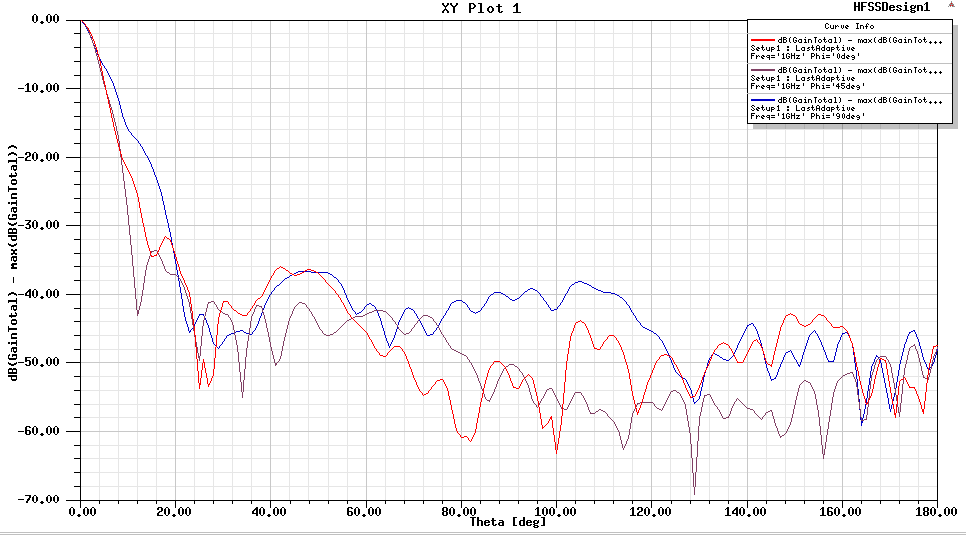 XY Plot 1
HFSSDesign1
Curve Info
dB(GainTotal) - max(dB(GainTot...
Setup1 : LastAdaptive
Freq='1GHz' Phi='0deg'
dB(GainTotal) - max(dB(GainTot...
Setup1 : LastAdaptive
Freq='1GHz' Phi='45deg'
dB(GainTotal) - max(dB(GainTot...
Setup1 : LastAdaptive
Freq='1GHz' Phi='90deg'
dB(GainTotal) - max(dB(GainTotal))
0.00
-10.00
-20.00
-30.00
-40.00
-50.00
-60.00
-70.00
0.00 20.00 40.00 60.00 80.00 100.00 120.00 140.00 160.00 180.00
Theta [deg]